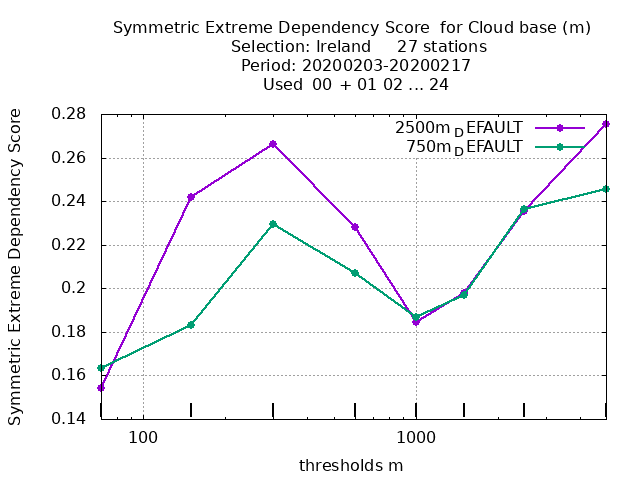 Symmetric Extreme Dependency Score for Cloud base (m)
Selection: Ireland 27 stations
Period: 20200203-20200217
Used 00 + 01 02 ... 24
Symmetric Extreme Dependency Score
0.28
0.26
0.24
0.22
0.2
0.18
0.16
0.14
2500m DEFAULT
750m DEFAULT
100
1000
thresholds m